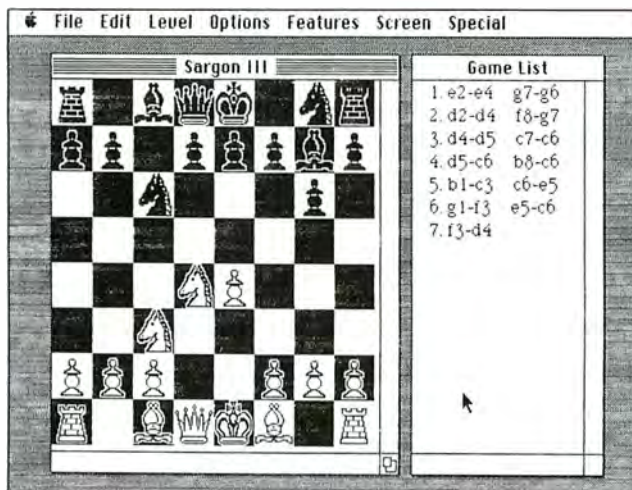 File Edit Level Options Features Screen Special
Sargon III
Game List
1. e2-e4 g7-g6
2. d2-d4 f8-g7
3. d4-d5 c7-c6
4. d5-c6 b8-c6
5. b1-c3 c6-e5
6. g1-f3 e5-c6
7. f3-d4